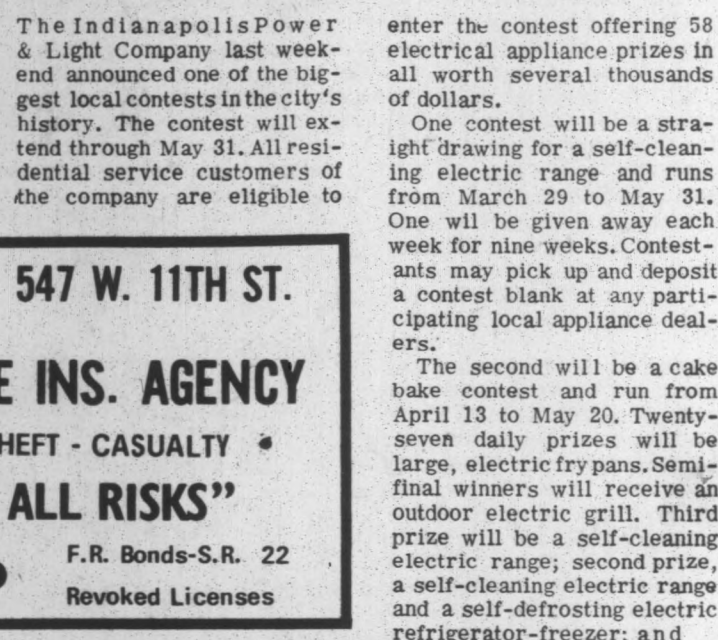 The Indianapolis Power
& Light Company last week-
end announced one of the big-
gest local contests in the city's
history. The contest will ex-
tend through May 31. All resi-
dential service customers of
the company are eligible to
547 W. 11TH ST.
E INS. AGENCY
HEFT - CASUALTY •
ALL RISKS”
F.R. Bonds-S.R. 22
Revoked Licenses
enter the contest offering 58
electrical appliance prizes in
all worth several thousands
of dollars.
One contest will be a stra-
ight drawing for a self-clean-
ing electric range and runs
from March 29 to May 31.
One wil be given away each
week for nine weeks. Contest-
ants may pick up and deposit
a contest blank at any parti-
cipating local appliance deal-
ers.
The second will be a cake
bake contest and run from
April 13 to May 20. Twenty-
seven daily prizes will be
large, electric fry pans. Semi-
final winners will receive an
outdoor electric grill. Third
prize will be a self-cleaning
electric range; second prize,
a self-cleaning electric range
and a self-defrosting electric
refrigerator-freezer; and